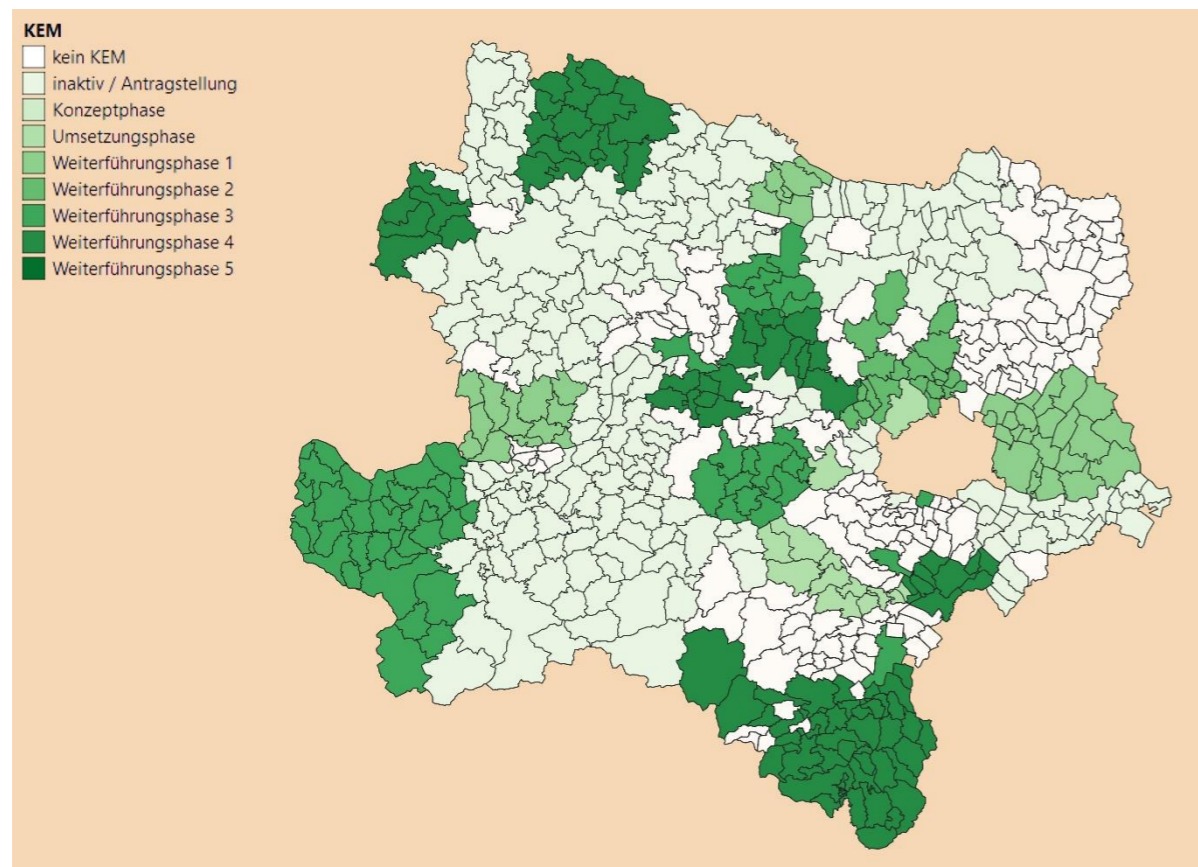 KEM
kein KEM
inaktiv / Antragstellung
Konzeptphase
Umsetzungsphase
Weiterführungsphase 1
Weiterführungsphase 2
Weiterführungsphase 3
Weiterführungsphase 4
Weiterführungsphase 5